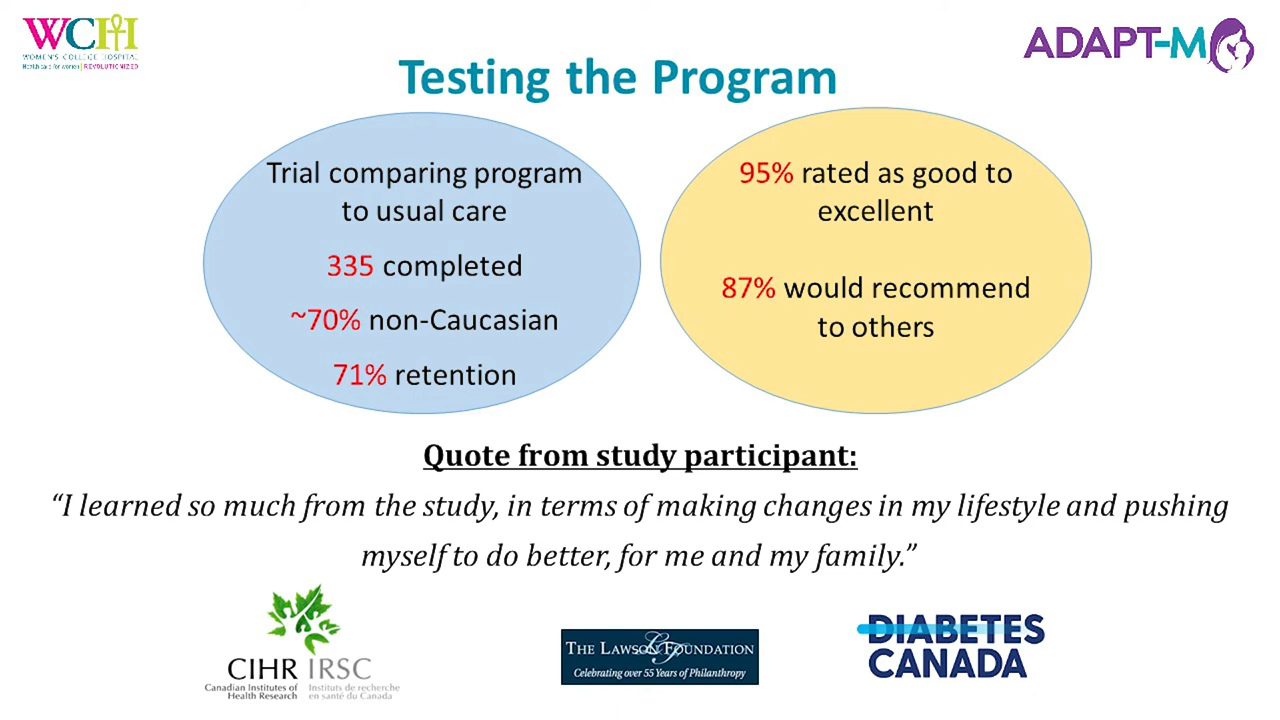 WCH
WOMEN'S COLLEGE HOSPITAL
Healthcare for women | REVOLUTIONIZED
ADAPT-M
Testing the Program
Trial comparing program
to usual care
335 completed
~70% non-Caucasian
71% retention
95% rated as good to
excellent
87% would recommend
to others
Quote from study participant:
“I learned so much from the study, in terms of making changes in my lifestyle and pushing
myself to do better, for me and my family.”
CIHR IRSC
Canadian Institutes of Instituts de recherche
Health Research en santé du Canada
THE LAWSON FOUNDATION
Celebrating over 55 Years of Philanthropy
DIABETES
CANADA